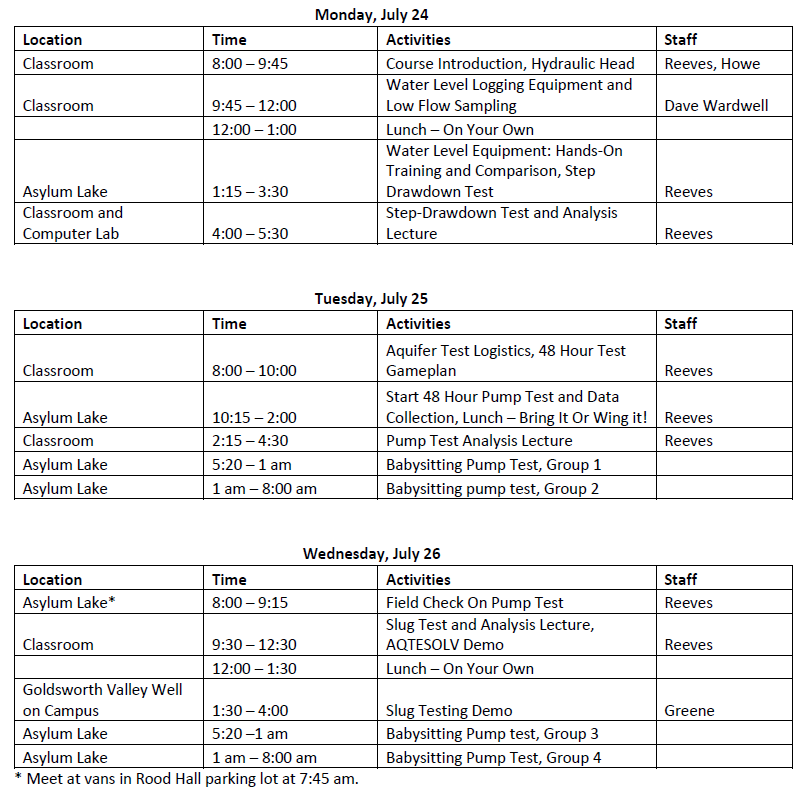 Monday, July 24
Location Time Activities Staff
Classroom 8:00 – 9:45 Course Introduction, Hydraulic Head Reeves, Howe
Water Level Logging Equipment and
Classroom 9:45 – 12:00 Low Flow Sampling Dave Wardwell
12:00 – 1:00 Lunch – On Your Own
Water Level Equipment: Hands-On
Training and Comparison, Step
Asylum Lake 1:15 – 3:30 Drawdown Test Reeves
Classroom and Step-Drawdown Test and Analysis
Computer Lab 4:00 – 5:30 Lecture Reeves
Tuesday, July 25
Location Time Activities Staff
Aquifer Test Logistics, 48 Hour Test
Classroom 8:00 – 10:00 Gameplan Reeves
Start 48 Hour Pump Test and Data
Asylum Lake 10:15 – 2:00 Collection, Lunch – Bring It Or Wing it! Reeves
Classroom 2:15 – 4:30 Pump Test Analysis Lecture Reeves
Asylum Lake 5:20 – 1 am Babysitting Pump Test, Group 1
Asylum Lake 1 am – 8:00 am Babysitting pump test, Group 2
Wednesday, July 26
Location Time Activities Staff
Asylum Lake* 8:00 – 9:15 Field Check On Pump Test Reeves
Slug Test and Analysis Lecture,
Classroom 9:30 – 12:30 AQTESOLV Demo Reeves
12:00 – 1:30 Lunch – On Your Own
Goldsworth Valley Well
on Campus 1:30 – 4:00 Slug Testing Demo Greene
Asylum Lake 5:20 –1 am Babysitting Pump test, Group 3
Asylum Lake 1 am – 8:00 am Babysitting Pump Test, Group 4
* Meet at vans in Rood Hall parking lot at 7:45 am.